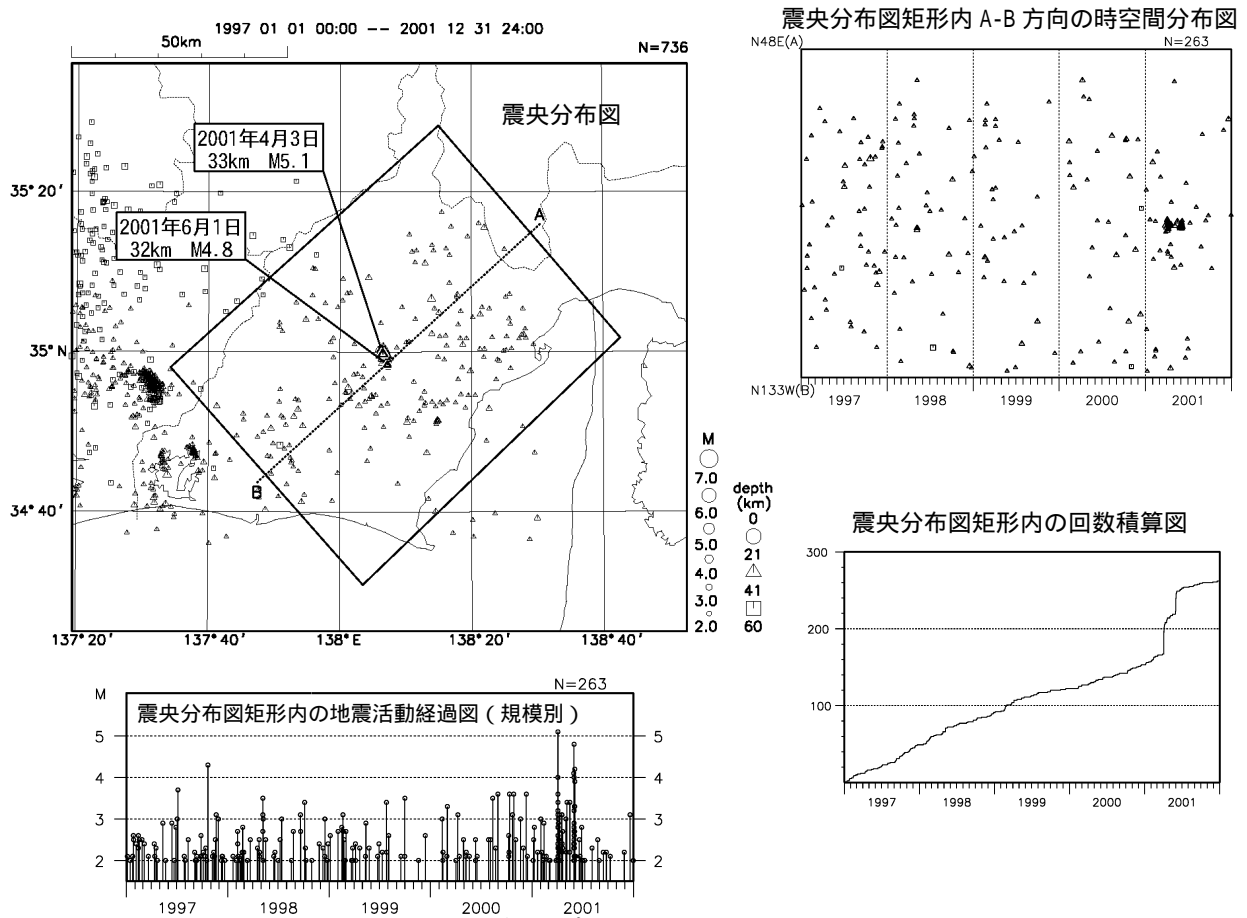 震央分布図矩形内 A-B 方向の時空間分布図
1997 01 01 00:00 -- 2001 12 31 24:00
50km
N=736
震央分布図
2001年4月3日
33km M5.1
2001年6月1日
32km M4.8
A
B
35°20′
35°N
34°40′
137°20′
137°40′
138°E
138°20′
138°40′
M
7.0
6.0
5.0
4.0
3.0
2.0
depth
(km)
0
21
41
60
N48E(A)
N=263
N133W(B)
1997
1998
1999
2000
2001
震央分布図矩形内の回数積算図
300
200
100
1997
1998
1999
2000
2001
M
N=263
震央分布図矩形内の地震活動経過図（規模別）
5
4
3
2
5
4
3
2
1997
1998
1999
2000
2001